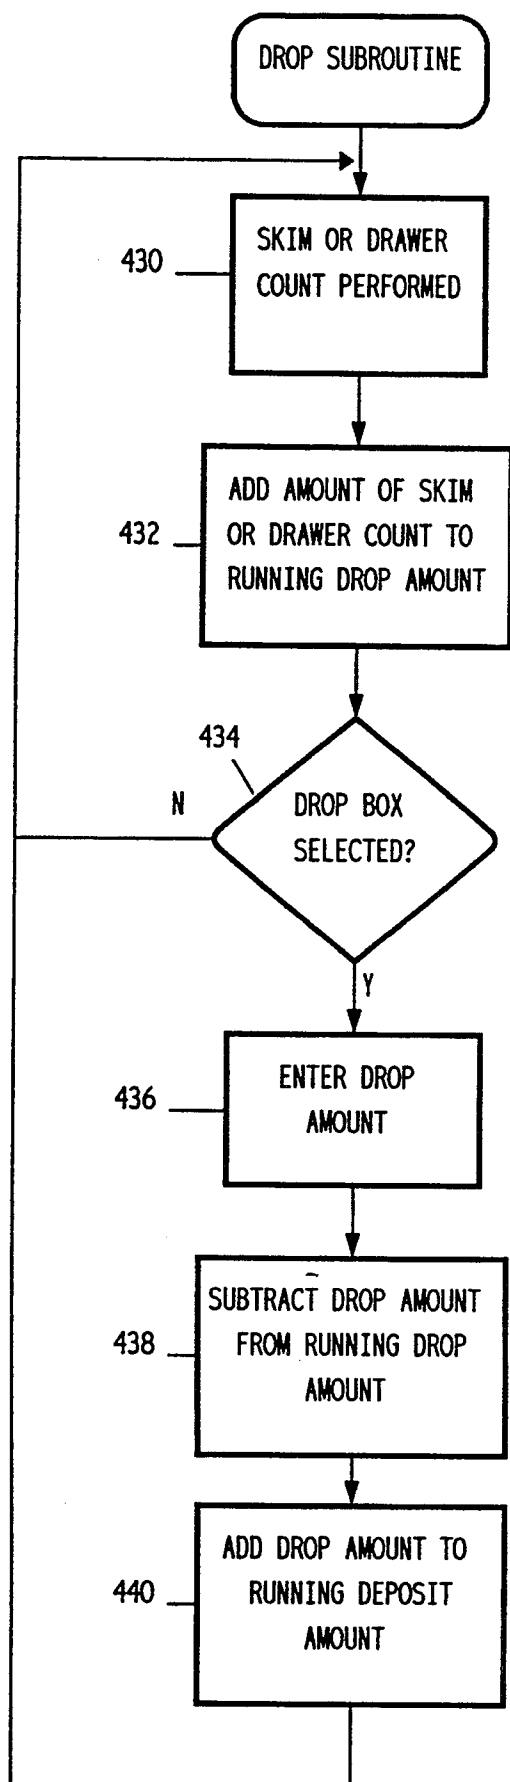 DROP SUBROUTINE
430
SKIM OR DRAWER
COUNT PERFORMED
432
ADD AMOUNT OF SKIM
OR DRAWER COUNT TO
RUNNING DROP AMOUNT
434
N
DROP BOX
SELECTED?
Y
436
ENTER DROP
AMOUNT
438
SUBTRACT DROP AMOUNT
FROM RUNNING DROP
AMOUNT
440
ADD DROP AMOUNT TO
RUNNING DEPOSIT
AMOUNT